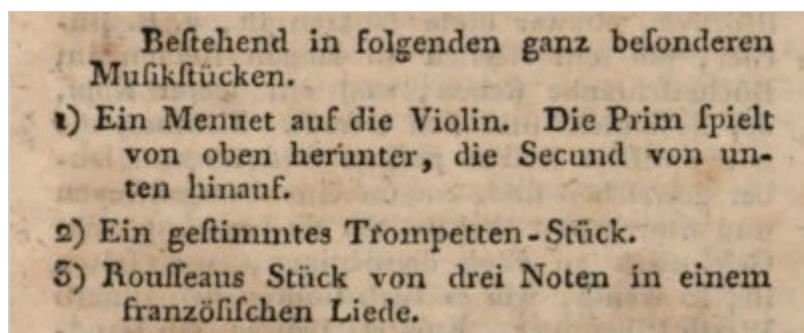 Beſtehend in folgenden ganz beſonderen
Muſikſtücken.
1) Ein Menuet auf die Violin. Die Prim ſpielt
von oben herunter, die Secund von un-
ten hinauf.
2) Ein geſtimmtes Trompetten-Stück.
3) Rouſſeaus Stück von drei Noten in einem
franzöſiſchen Liede.